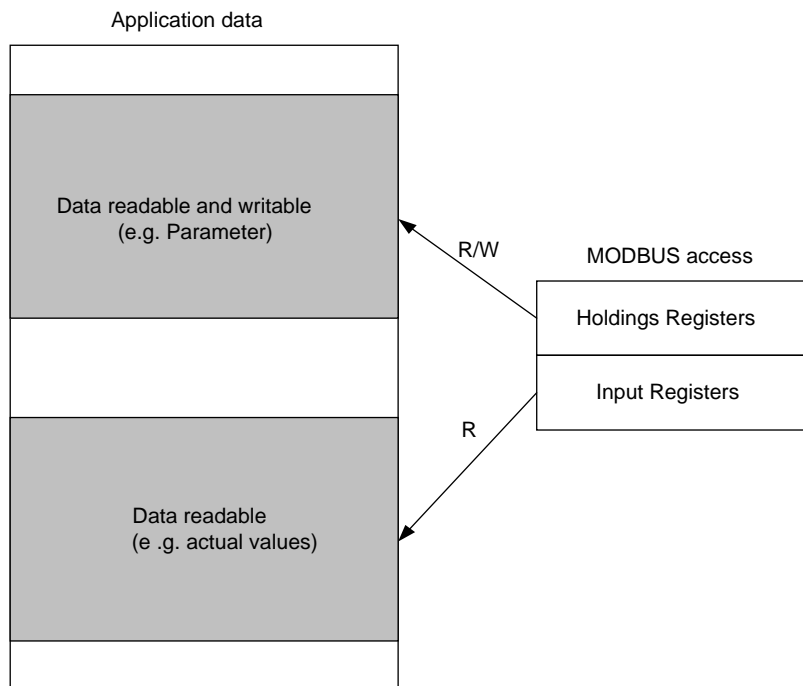 Application data
Data readable and writable
(e.g. Parameter)
R/W
MODBUS access
Holdings Registers
Input Registers
R
Data readable
(e .g. actual values)